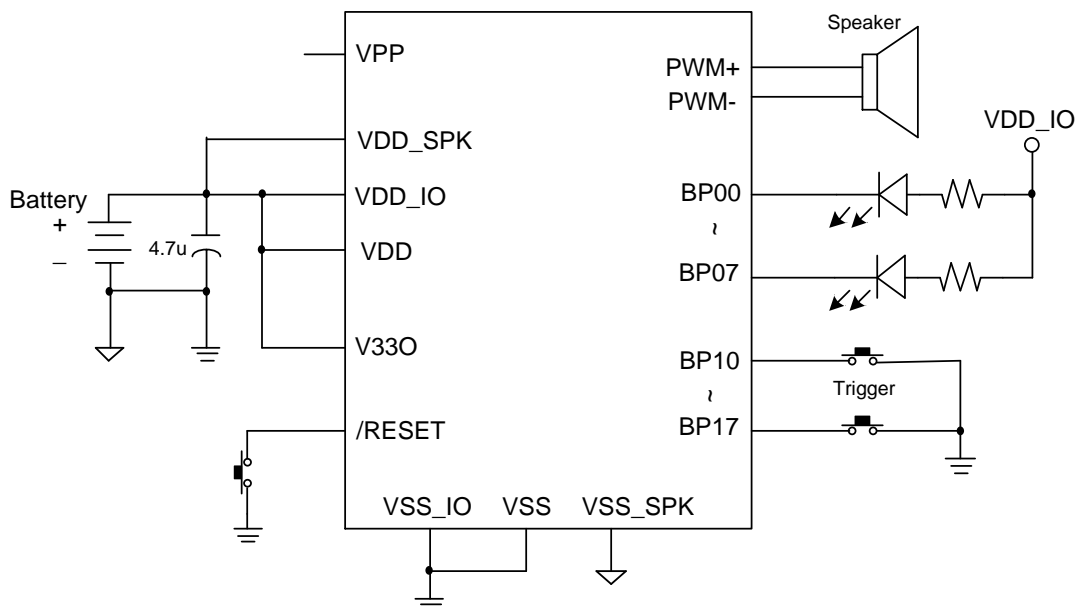 Speaker
VPP
PWM+
PWM-
VDD_IO
VDD_SPK
Battery
+
VDD_IO
BP00
~
4.7u
VDD
_
BP07
V33O
BP10
Trigger
~
/RESET
BP17
VSS_IO VSS VSS_SPK